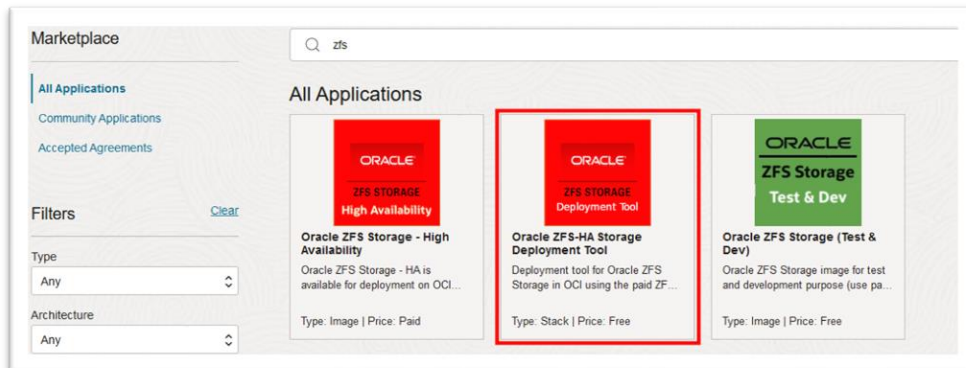 Marketplace
All Applications
Community Applications
Accepted Agreements
Filters
Clear
Type
Any
Architecture
Any
zfs
All Applications
ORACLE
ZFS STORAGE
High Availability
Oracle ZFS Storage - High
Availability
Oracle ZFS Storage - HA is
available for deployment on OCI...
Type: Image | Price: Paid
ORACLE
ZFS STORAGE
Deployment Tool
Oracle ZFS-HA Storage
Deployment Tool
Deployment tool for Oracle ZFS
Storage in OCI using the paid ZF...
Type: Stack | Price: Free
ORACLE
ZFS Storage
Test & Dev
Oracle ZFS Storage (Test &
Dev)
Oracle ZFS Storage image for test
and development purpose (use pa...
Type: Image | Price: Free